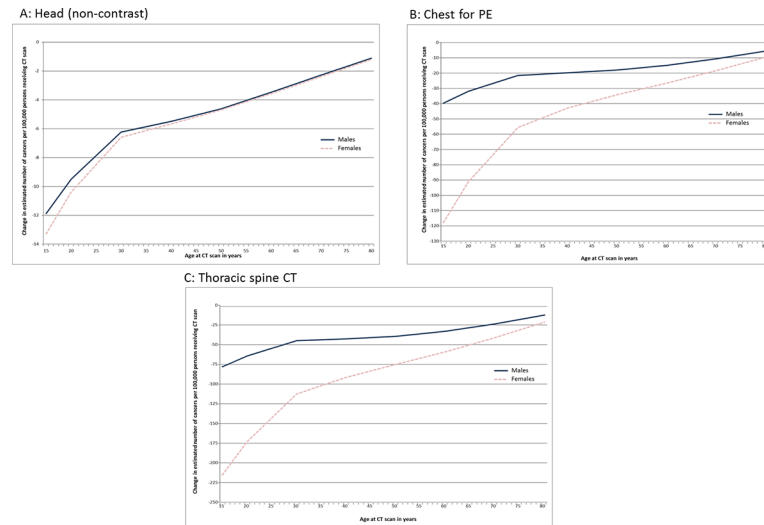 A: Head (non-contrast)
Change in estimated number of cancers per 100,000 persons receiving CT scan
0
-2
-4
-6
-8
-10
-12
-14
Males
Females
15 20 25 30 35 40 45 50 55 60 65 70 75 80
Age at CT scan in years
B: Chest for PE
Change in estimated number of cancers per 100,000 persons receiving CT scan
0
-10
-20
-30
-40
-50
-60
-70
-80
-90
-100
-110
-120
-130
Males
Females
15 20 25 30 35 40 45 50 55 60 65 70 75
Age at CT scan in years
C: Thoracic spine CT
Change in estimated number of cancers per 100,000 persons receiving CT scan
0
-25
-50
-75
-100
-125
-150
-175
-200
-225
-250
Males
Females
15 20 25 30 35 40 45 50 55 60 65 70 75 80
Age at CT scan in years